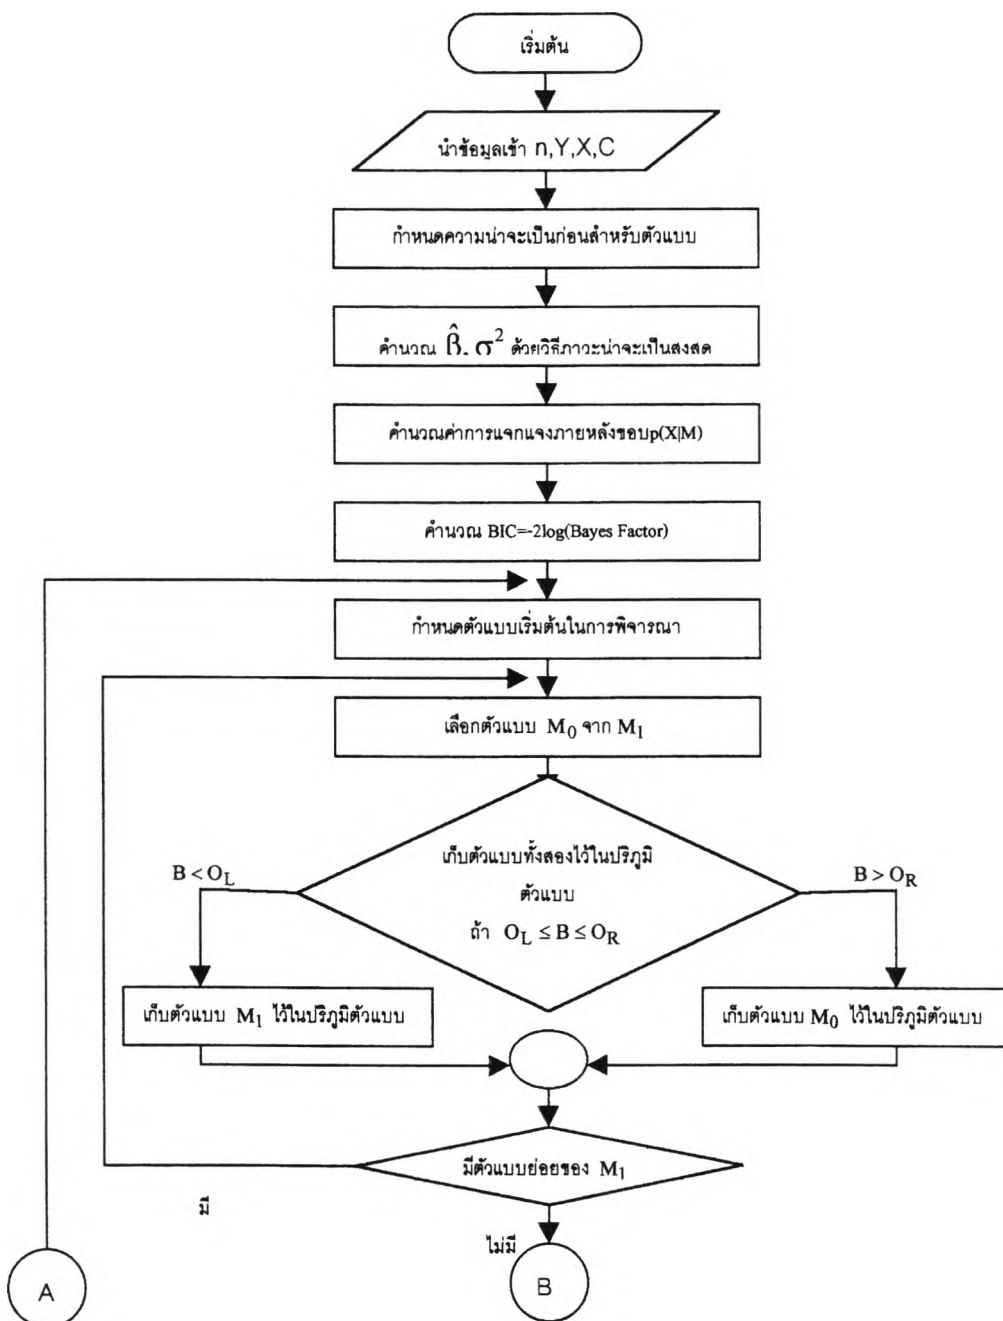 เริ่มต้น
นำข้อมูลเข้า n,Y,X,C
กำหนดความน่าจะเป็นก่อนสำหรับตัวแบบ
คำนวณ β̂, σ² ด้วยวิธีภาวะน่าจะเป็นสูงสุด
คำนวณค่าการแจกแจงภายหลังขอบp(X|M)
คำนวณ BIC=-2log(Bayes Factor)
กำหนดตัวแบบเริ่มต้นในการพิจารณา
เลือกตัวแบบ M₀ จาก M₁
เก็บตัวแบบทั้งสองไว้ในปริภูมิ
ตัวแบบ
ถ้า O_L ≤ B ≤ O_R
B < O_L
B > O_R
เก็บตัวแบบ M₁ ไว้ในปริภูมิตัวแบบ
เก็บตัวแบบ M₀ ไว้ในปริภูมิตัวแบบ
มีตัวแบบย่อยของ M₁
มี
ไม่มี
A
B